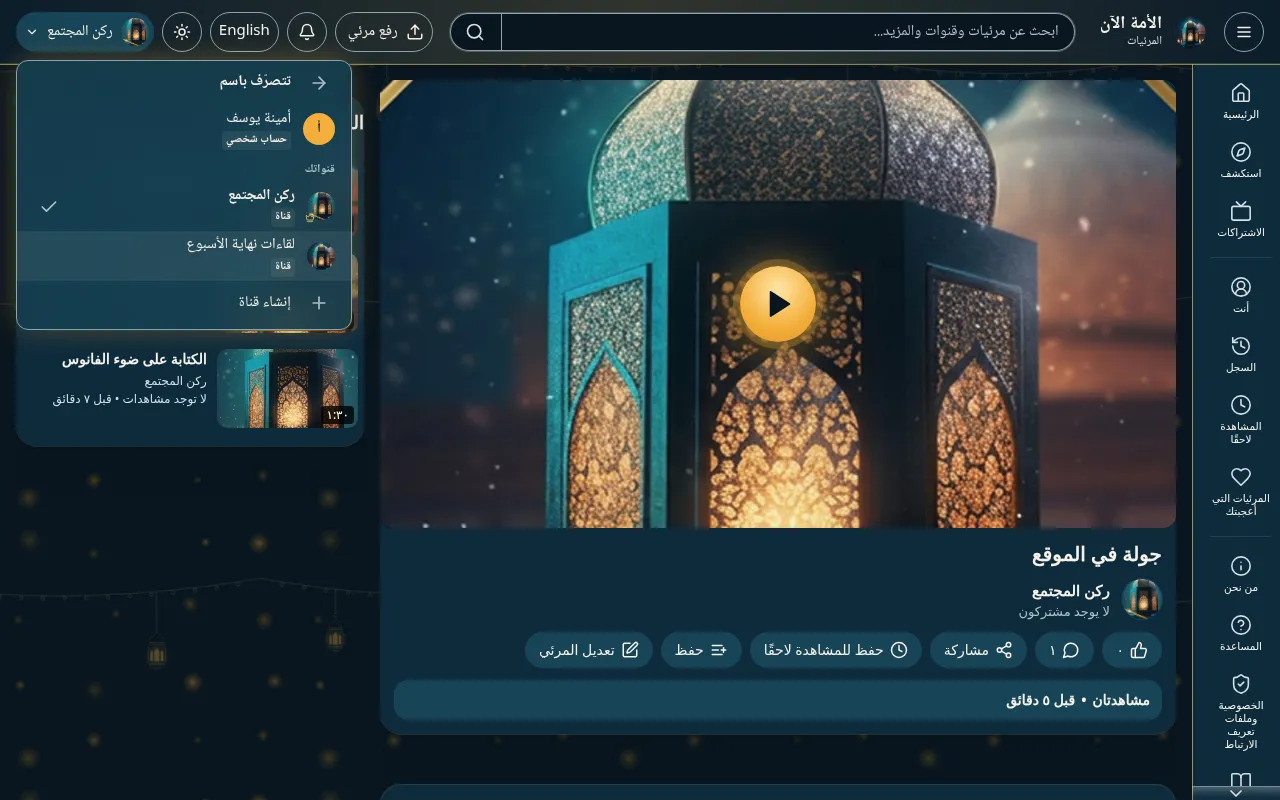 الأمة الآن
المرئيات
ابحث عن مرئيات وقنوات والمزيد...
رفع مرئي
English
ركن المجتمع
الرئيسية
استكشف
الاشتراكات
أنت
السجل
المشاهدة
لاحقًا
المرئيات التي
أعجبتك
من نحن
المساعدة
الخصوصية
وملفات
تعريف
الارتباط
تتصرّف باسم
أ
أمينة يوسف
حساب شخصي
قنواتك
ركن المجتمع
قناة
لقاءات نهاية الأسبوع
قناة
إنشاء قناة
جولة في الموقع
ركن المجتمع
لا يوجد مشتركون
٠
١
مشاركة
حفظ للمشاهدة لاحقًا
حفظ
تعديل المرئي
مشاهدتان • قبل ٥ دقائق
الكتابة على ضوء الفانوس
ركن المجتمع
لا توجد مشاهدات • قبل ٧ دقائق
١:٣٠